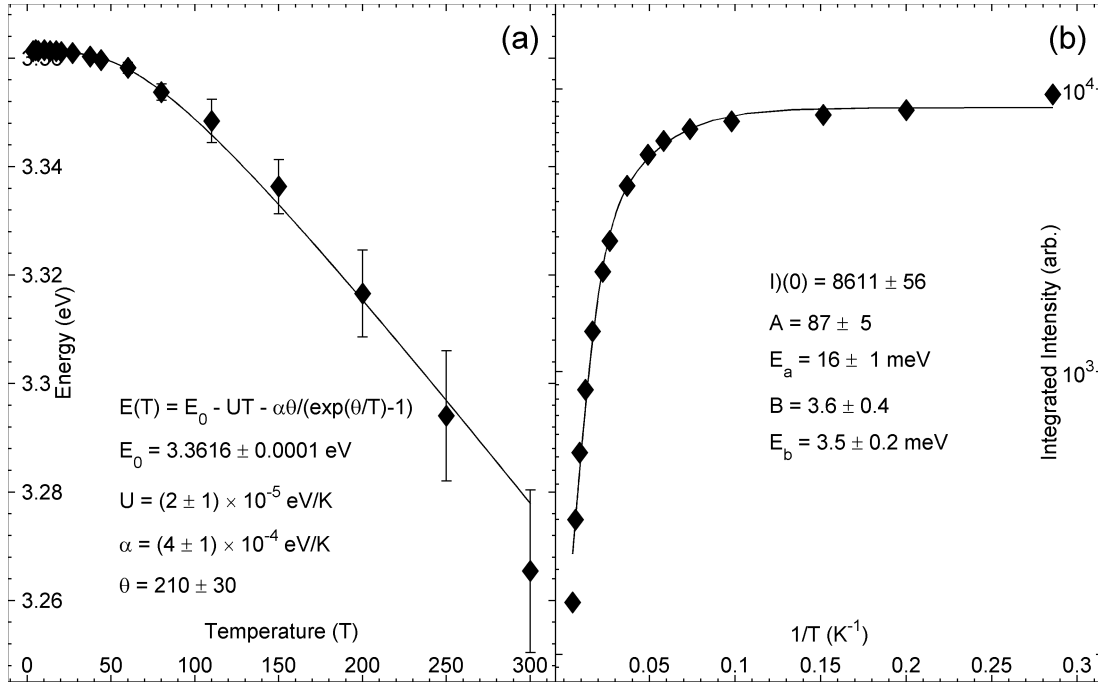 (a)
3.36
3.34
3.32
3.3
3.28
3.26
Energy (eV)
E(T) = E0 - UT - αθ/(exp(θ/T)-1)
E0 = 3.3616 ± 0.0001 eV
U = (2 ± 1) × 10-5 eV/K
α = (4 ± 1) × 10-4 eV/K
θ = 210 ± 30
Temperature (T)
0 50 100 150 200 250 300
(b)
104
103
Integrated Intensity (arb.)
I)(0) = 8611 ± 56
A = 87 ± 5
Ea = 16 ± 1 meV
B = 3.6 ± 0.4
Eb = 3.5 ± 0.2 meV
1/T (K-1)
0.05 0.1 0.15 0.2 0.25 0.3